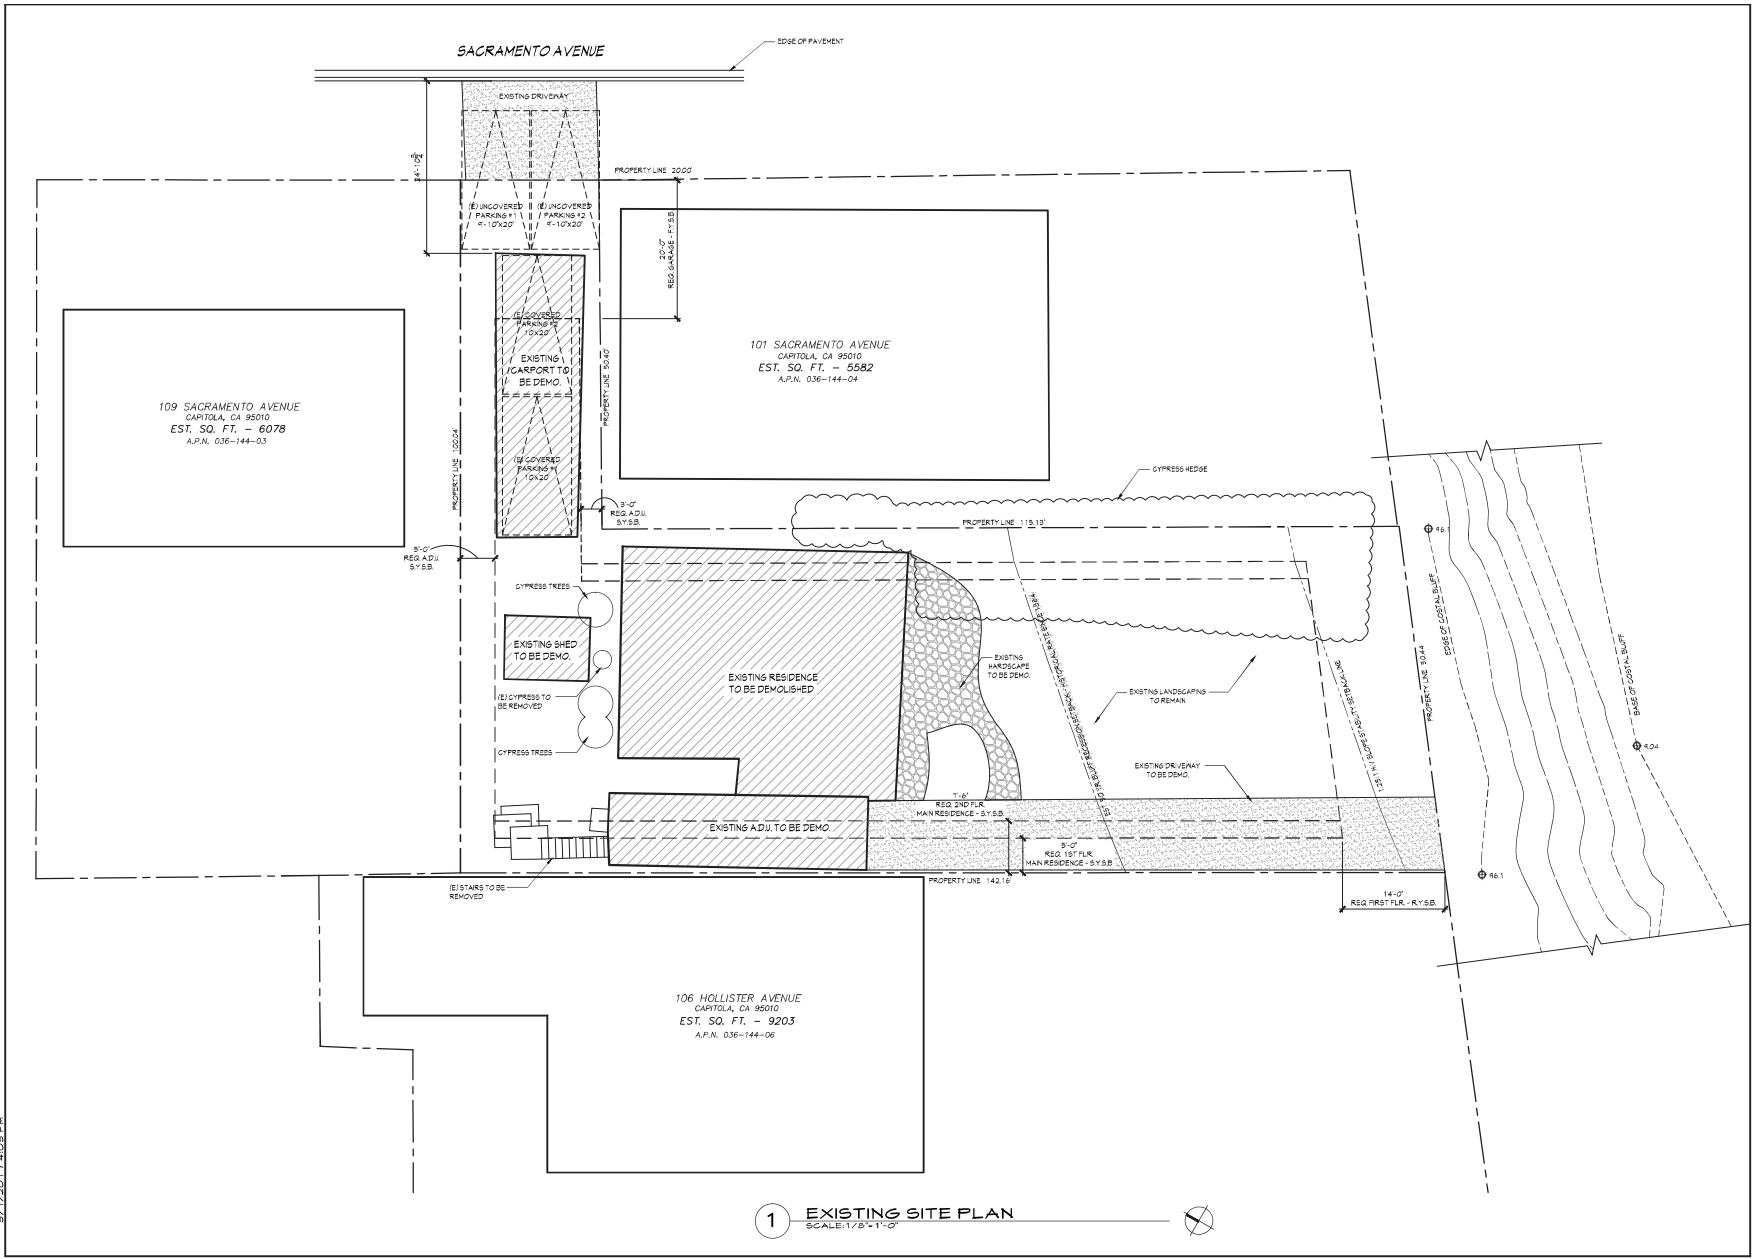 SACRAMENTO AVENUE
EDGE OF PAVEMENT
EXISTING DRIVEWAY
PROPERTY LINE 20.00'
(E) UNCOVERED
PARKING #1
9'-10"x20'
(E) UNCOVERED
PARKING #2
9'-10"x20'
20'-0"
REQ. GARAGE - F.Y.S.B.
(E) COVERED
PARKING #2
10'x20'
EXISTING
CARPORT TO
BE DEMO.
(E) COVERED
PARKING #1
10'x20'
PROPERTY LINE 50.40'
PROPERTY LINE 100.04'
109 SACRAMENTO AVENUE
CAPITOLA, CA 95010
EST. SQ. FT. - 6078
A.P.N. 036-144-03
101 SACRAMENTO AVENUE
CAPITOLA, CA 95010
EST. SQ. FT. - 5582
A.P.N. 036-144-04
CYPRESS HEDGE
3'-0"
REQ. A.D.U.
S.Y.S.B.
PROPERTY LINE 115.13'
5'-0"
REQ. A.D.U.
S.Y.S.B.
CYPRESS TREES
EXISTING SHED
TO BE DEMO.
(E) CYPRESS TO
BE REMOVED
CYPRESS TREES
EXISTING RESIDENCE
TO BE DEMOLISHED
EXISTING
HARDSCAPE
TO BE DEMO.
EXISTING LANDSCAPING
TO REMAIN
EXISTING DRIVEWAY
TO BE DEMO.
SLOPE STABILITY SETBACK LINE
PROPERTY LINE 50.44
EDGE OF COSTAL BLUFF
BASE OF COSTAL BLUFF
96.1
9.04
96.1
7'-6"
REQ. 2ND FLR.
MAIN RESIDENCE - S.Y.S.B.
EXISTING A.D.U. TO BE DEMO.
5'-0"
REQ. 1ST FLR.
MAIN RESIDENCE - S.Y.S.B.
PROPERTY LINE 142.16'
14'-0"
REQ. FIRST FLR. - R.Y.S.B.
(E) STAIRS TO BE
REMOVED
106 HOLLISTER AVENUE
CAPITOLA, CA 95010
EST. SQ. FT. - 9203
A.P.N. 036-144-06
1
EXISTING SITE PLAN
SCALE: 1/8"= 1'-0"